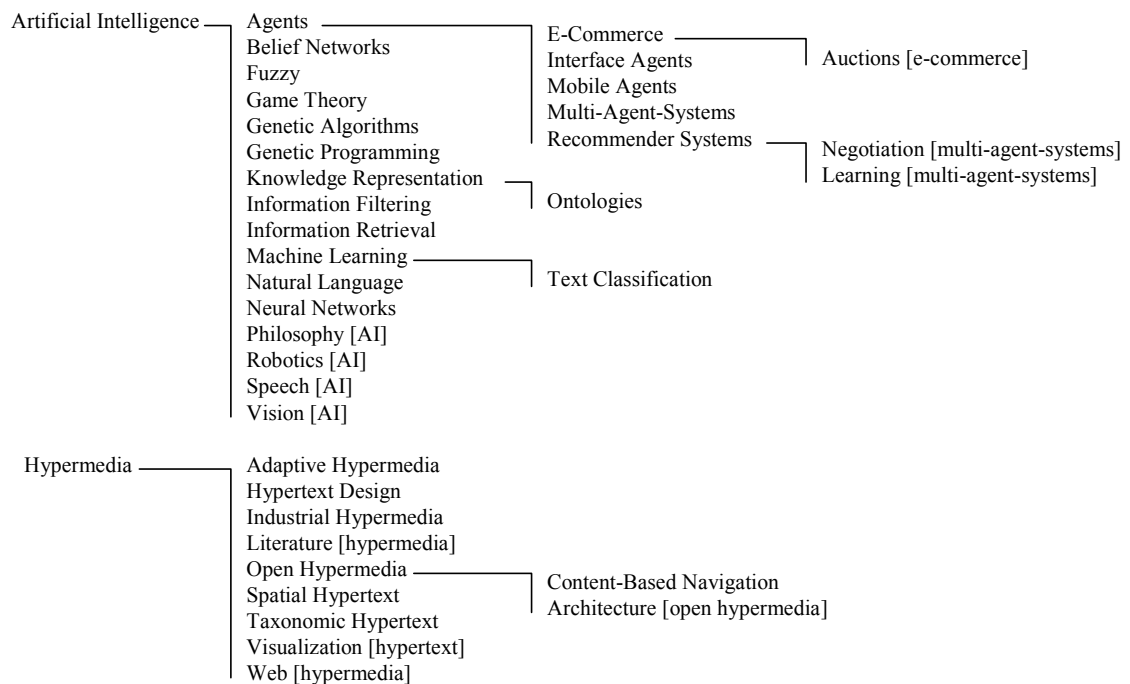 Artificial Intelligence
Agents
Belief Networks
Fuzzy
Game Theory
Genetic Algorithms
Genetic Programming
Knowledge Representation
Information Filtering
Information Retrieval
Machine Learning
Natural Language
Neural Networks
Philosophy [AI]
Robotics [AI]
Speech [AI]
Vision [AI]
E-Commerce
Interface Agents
Mobile Agents
Multi-Agent-Systems
Recommender Systems
Auctions [e-commerce]
Negotiation [multi-agent-systems]
Learning [multi-agent-systems]
Ontologies
Text Classification
Hypermedia
Adaptive Hypermedia
Hypertext Design
Industrial Hypermedia
Literature [hypermedia]
Open Hypermedia
Spatial Hypertext
Taxonomic Hypertext
Visualization [hypertext]
Web [hypermedia]
Content-Based Navigation
Architecture [open hypermedia]